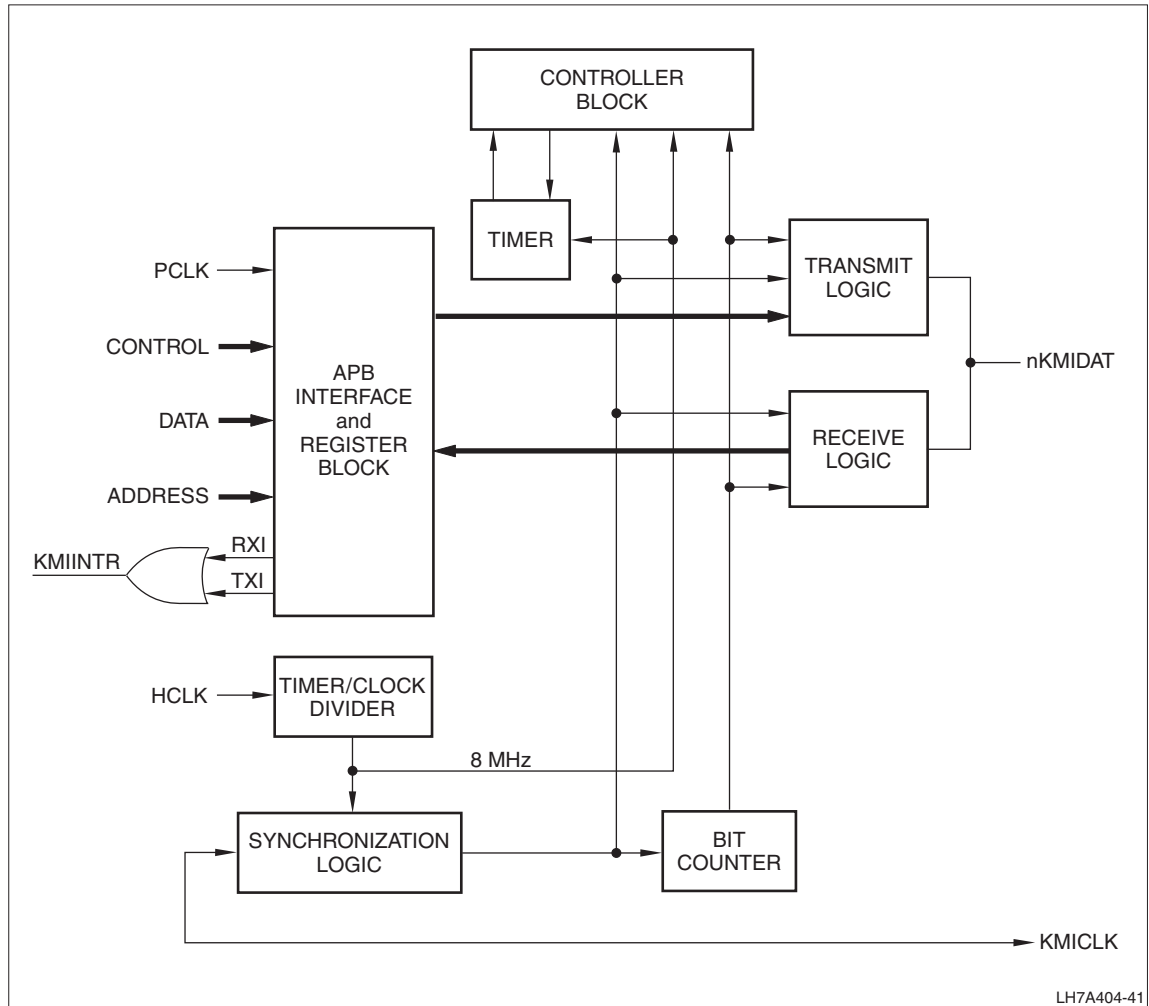 CONTROLLER
BLOCK
TIMER
TRANSMIT
LOGIC
PCLK
CONTROL
DATA
ADDRESS
APB
INTERFACE
and
REGISTER
BLOCK
nKMIDAT
RECEIVE
LOGIC
KMIINTR
RXI
TXI
HCLK
TIMER/CLOCK
DIVIDER
8 MHz
SYNCHRONIZATION
LOGIC
BIT
COUNTER
KMICLK
LH7A404-41